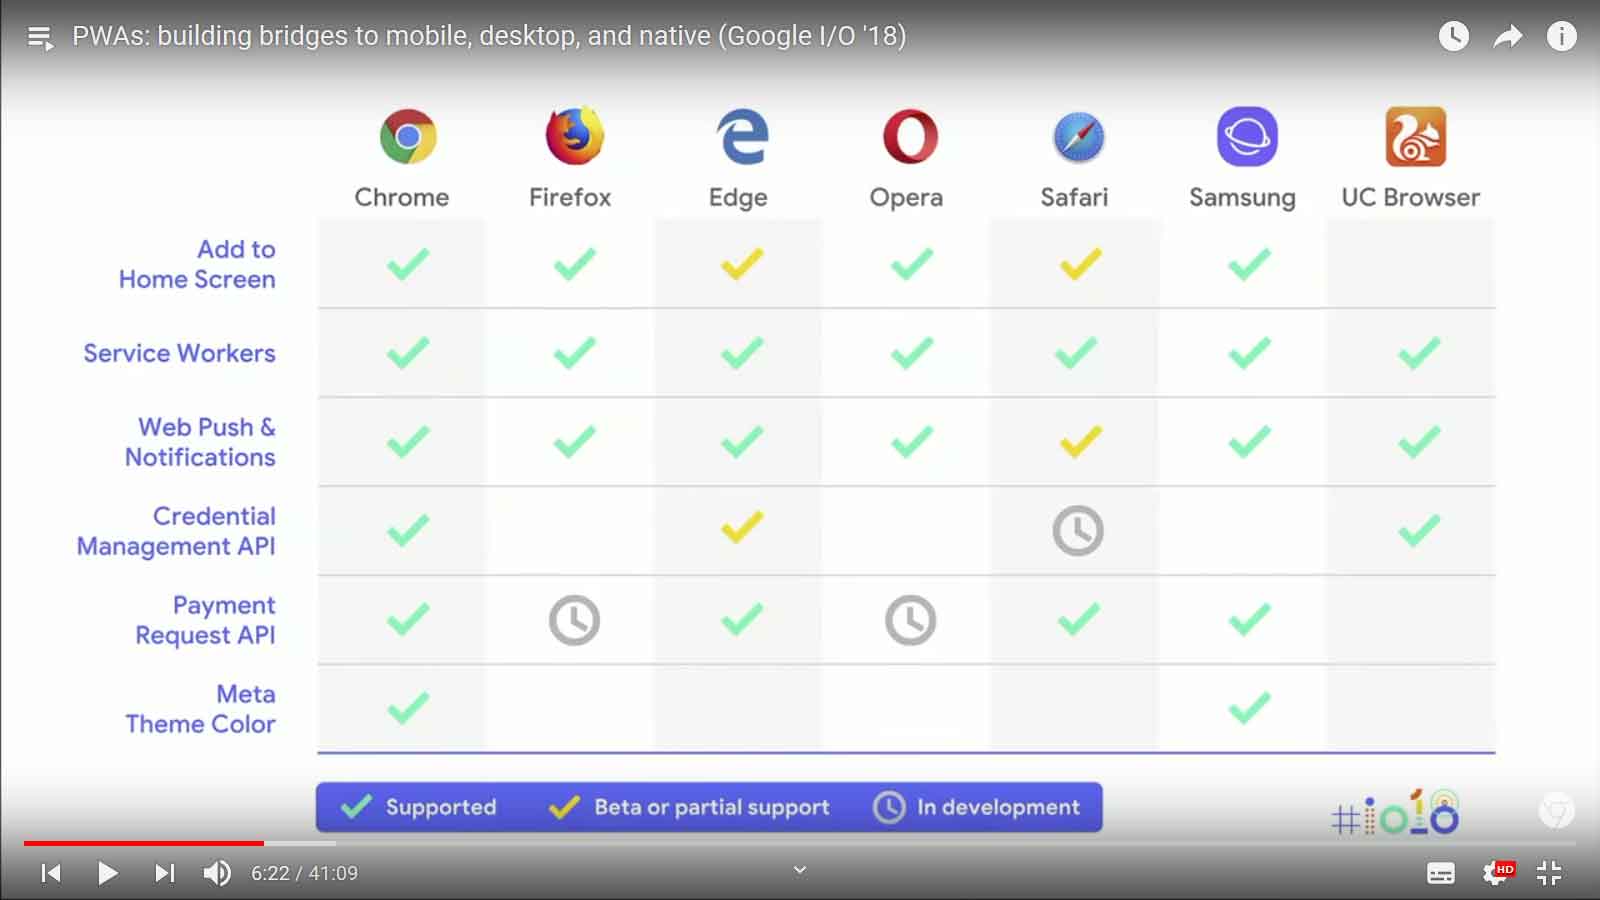 PWAs: building bridges to mobile, desktop, and native (Google I/O '18)
Chrome
Firefox
Edge
Opera
Safari
Samsung
UC Browser
Add to
Home Screen
Service Workers
Web Push &
Notifications
Credential
Management API
Payment
Request API
Meta
Theme Color
Supported
Beta or partial support
In development
#io18
6:22 / 41:09
HD